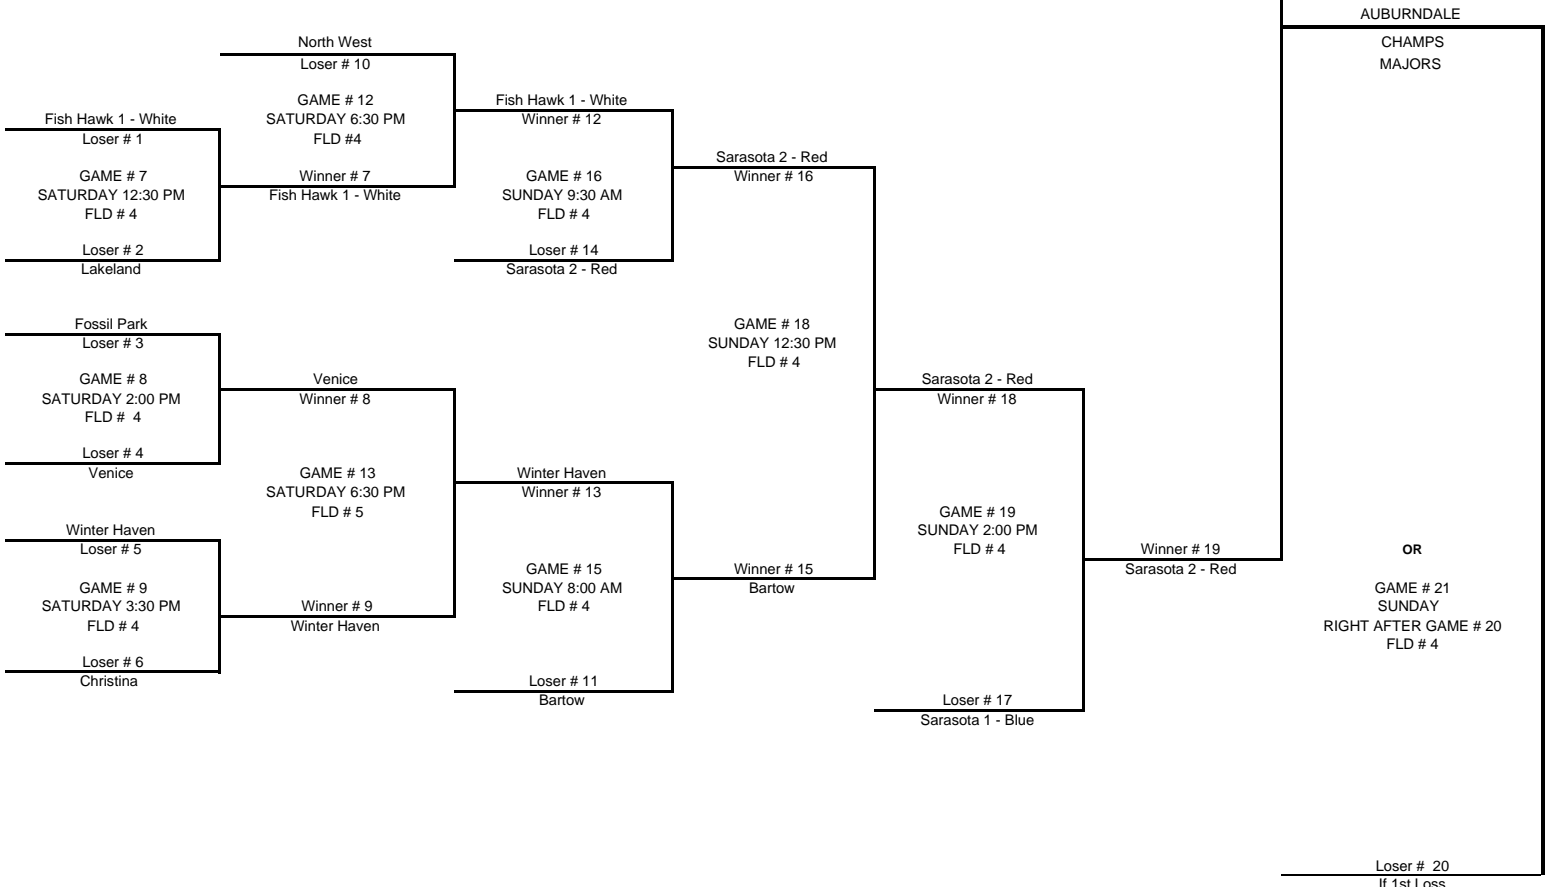 AUBURNDALE
CHAMPS
MAJORS
North West
Loser # 10
GAME # 12
SATURDAY 6:30 PM
FLD #4
Winner # 7
Fish Hawk 1 - White
Fish Hawk 1 - White
Loser # 1
GAME # 7
SATURDAY 12:30 PM
FLD # 4
Loser # 2
Lakeland
Fish Hawk 1 - White
Winner # 12
GAME # 16
SUNDAY 9:30 AM
FLD # 4
Loser # 14
Sarasota 2 - Red
Sarasota 2 - Red
Winner # 16
GAME # 18
SUNDAY 12:30 PM
FLD # 4
Winner # 15
Bartow
Fossil Park
Loser # 3
GAME # 8
SATURDAY 2:00 PM
FLD # 4
Loser # 4
Venice
Venice
Winner # 8
GAME # 13
SATURDAY 6:30 PM
FLD # 5
Winner # 9
Winter Haven
Winter Haven
Loser # 5
GAME # 9
SATURDAY 3:30 PM
FLD # 4
Loser # 6
Christina
Winter Haven
Winner # 13
GAME # 15
SUNDAY 8:00 AM
FLD # 4
Loser # 11
Bartow
Sarasota 2 - Red
Winner # 18
GAME # 19
SUNDAY 2:00 PM
FLD # 4
Loser # 17
Sarasota 1 - Blue
Winner # 19
Sarasota 2 - Red
OR
GAME # 21
SUNDAY
RIGHT AFTER GAME # 20
FLD # 4
Loser # 20
If 1st Loss